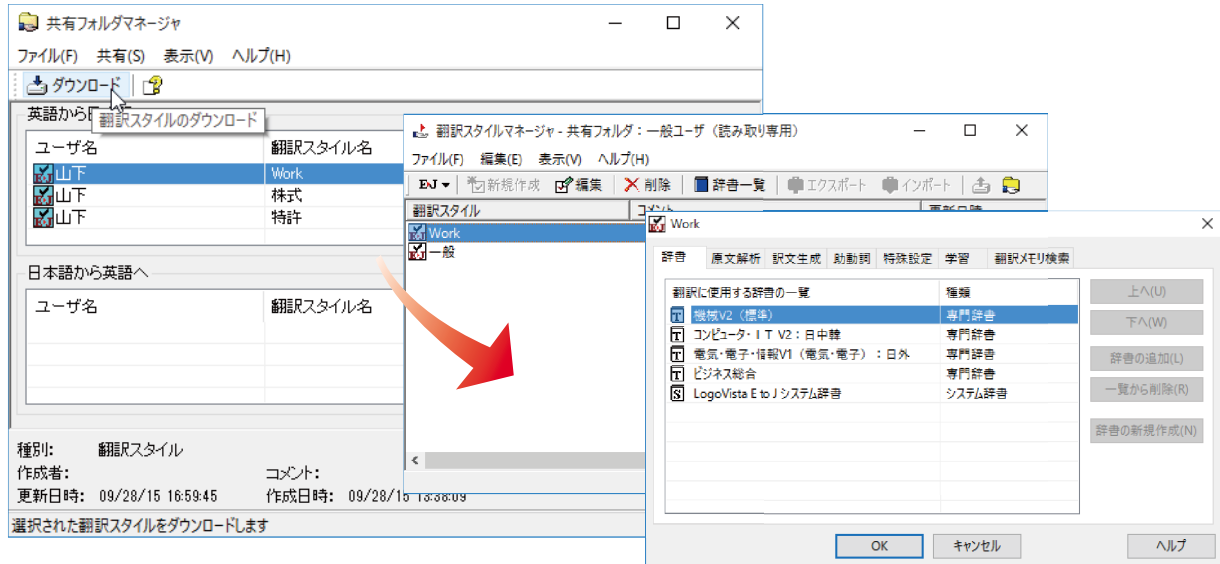 共有フォルダマネージャ
ファイル(F) 共有(S) 表示(V) ヘルプ(H)
ダウンロード
翻訳スタイルのダウンロード
英語から
ユーザ名 翻訳スタイル名
山下 Work
山下 株式
山下 特許
日本語から英語へ
ユーザ名 翻訳スタイル名
種別: 翻訳スタイル
作成者: コメント:
更新日時: 09/28/15 16:59:45 作成日時: 09/28/15 13:38:09
選択された翻訳スタイルをダウンロードします
翻訳スタイルマネージャ - 共有フォルダ：一般ユーザ（読み取り専用）
ファイル(F) 編集(E) 表示(V) ヘルプ(H)
EJ 新規作成 編集 削除 辞書一覧 エクスポート インポート
翻訳スタイル コメント 更新日時
Work
一般
Work
辞書 原文解析 訳文生成 助動詞 特殊設定 学習 翻訳メモリ検索
翻訳に使用する辞書の一覧 種類
機械V2（標準） 専門辞書
コンピュータ・ＩＴ V2：日中韓 専門辞書
電気・電子・情報V1（電気・電子）：日外 専門辞書
ビジネス総合 専門辞書
LogoVista E to J システム辞書 システム辞書
上へ(U)
下へ(W)
辞書の追加(L)
一覧から削除(R)
辞書の新規作成(N)
OK キャンセル ヘルプ